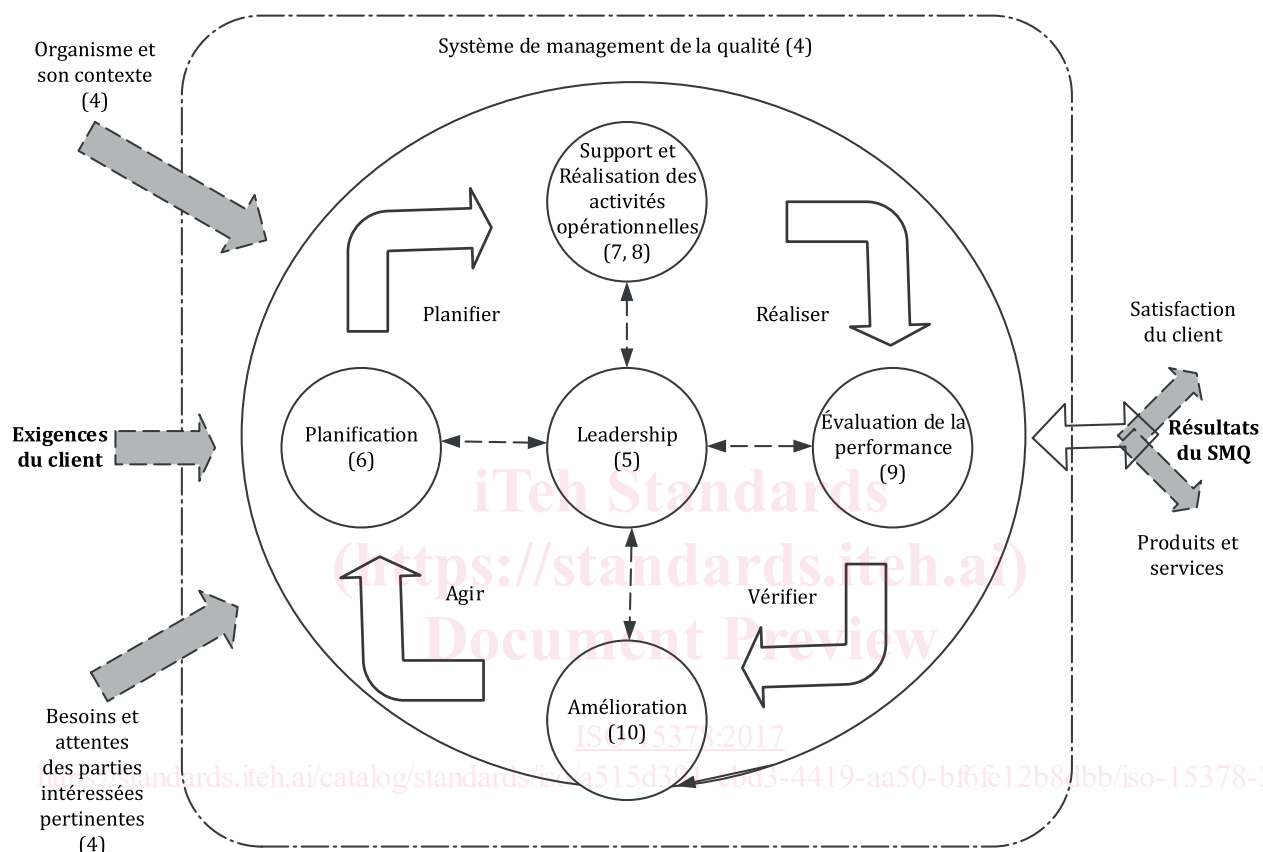 Organisme et
son contexte
(4)
Système de management de la qualité (4)
Support et
Réalisation des
activités
opérationnelles
(7, 8)
Planifier
Réaliser
Satisfaction
du client
Exigences
du client
Planification
(6)
Leadership
(5)
Évaluation de la
performance
(9)
Résultats
du SMQ
iTeh Standards
(https://standards.iteh.ai)
Document Preview
Produits et
services
Agir
Vérifier
Amélioration
(10)
Besoins et
attentes
des parties
intéressées
pertinentes
(4)
ISO 15378:2017